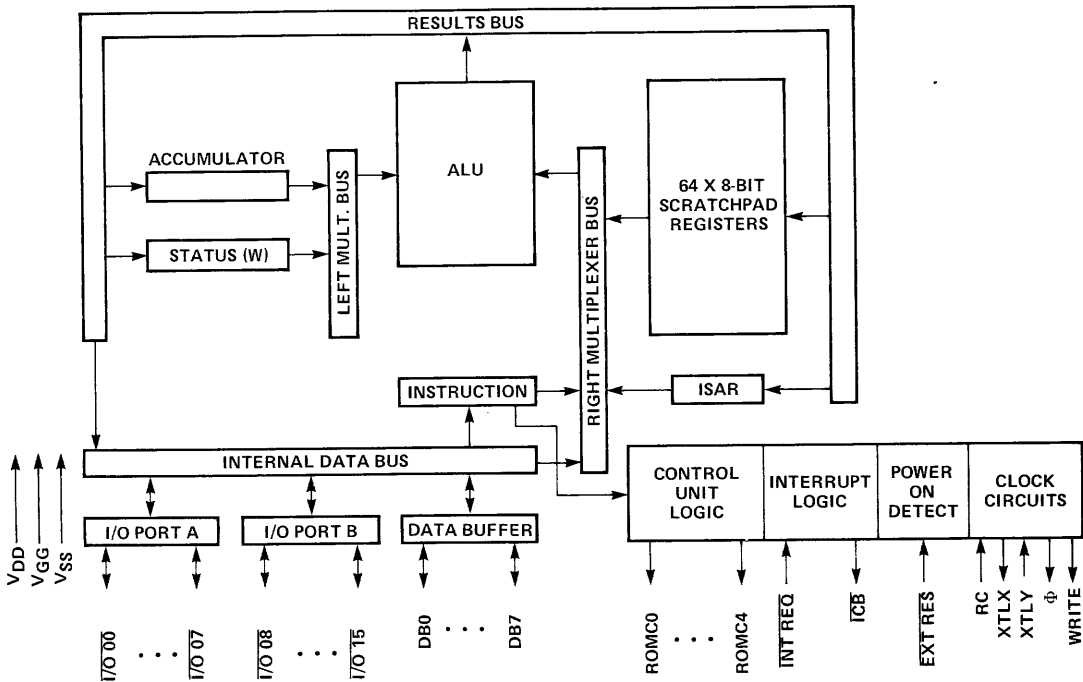 RESULTS BUS
ACCUMULATOR
STATUS (W)
LEFT MULT. BUS
ALU
RIGHT MULTIPLEXER BUS
64 X 8-BIT
SCRATCHPAD
REGISTERS
INSTRUCTION
ISAR
INTERNAL DATA BUS
CONTROL
UNIT
LOGIC
INTERRUPT
LOGIC
POWER
ON
DETECT
CLOCK
CIRCUITS
I/O PORT A
I/O PORT B
DATA BUFFER
VDD
VGG
VSS
I/O 00
. . .
I/O 07
I/O 08
. . .
I/O 15
DB0
. . .
DB7
ROMC0
. . .
ROMC4
INT REQ
ICB
EXT RES
RC
XTLX
XTLY
Φ
WRITE